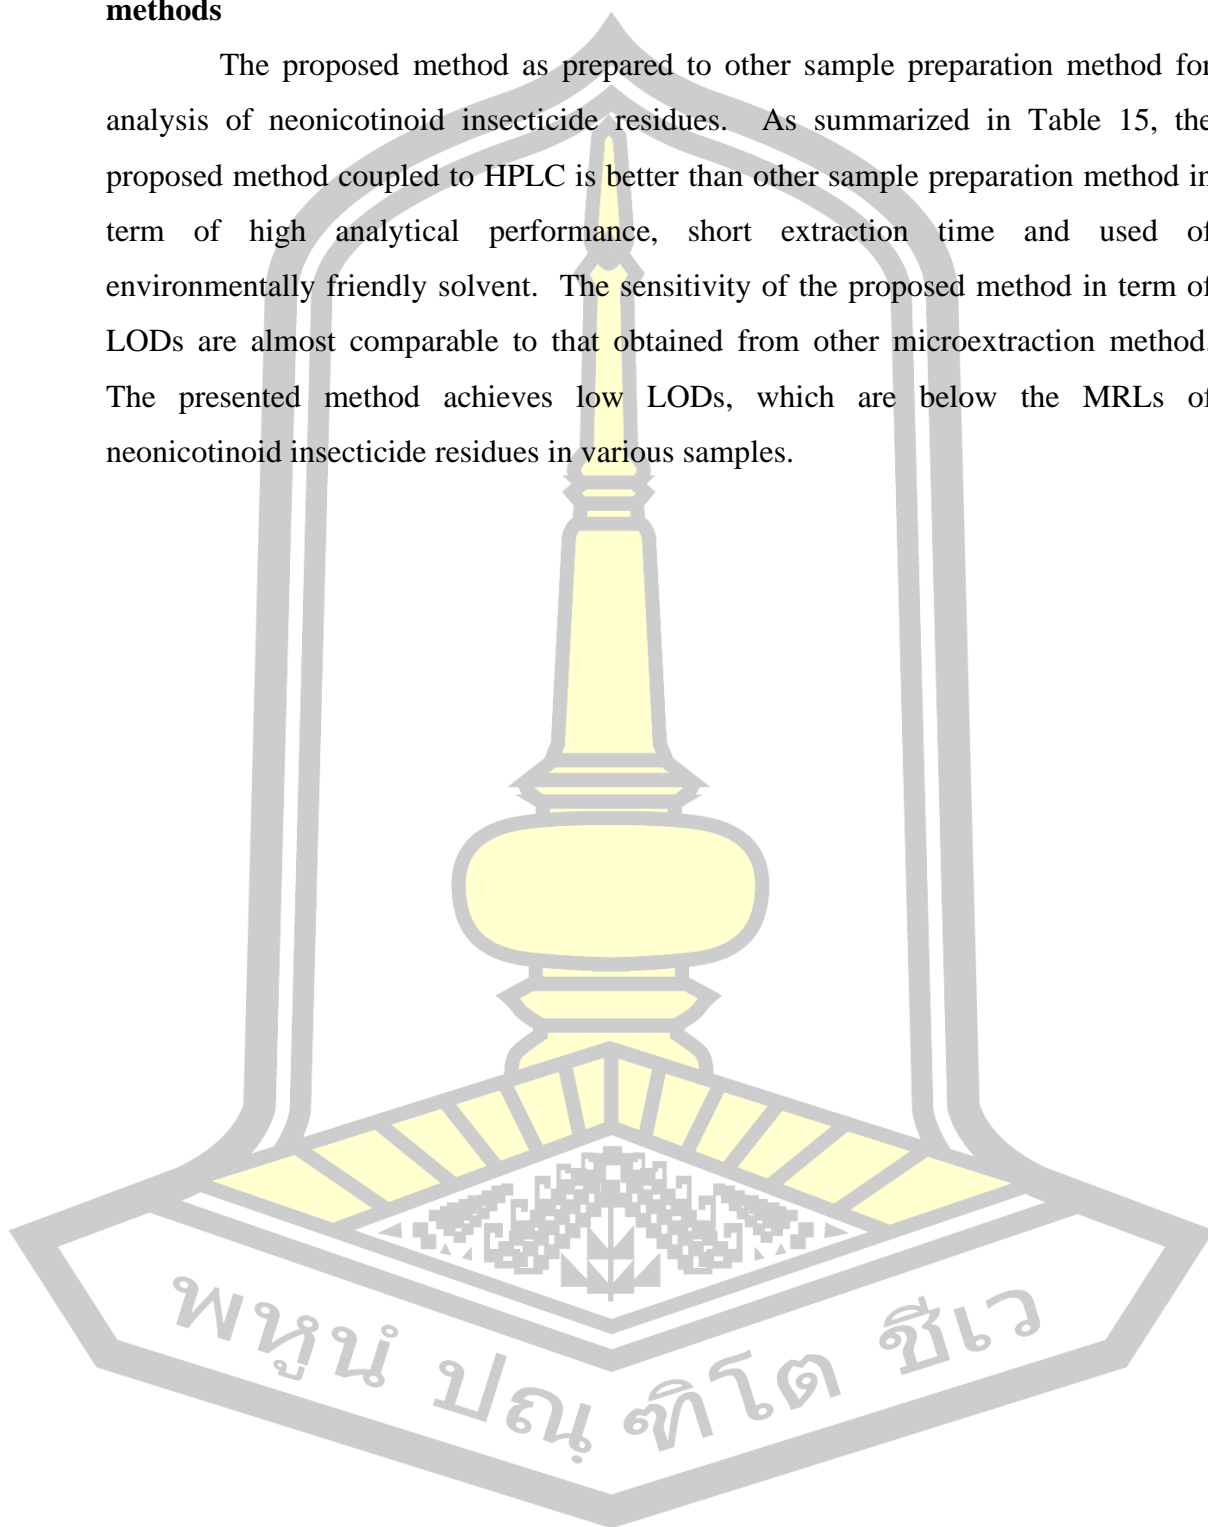 methods
The proposed method as prepared to other sample preparation method for
analysis of neonicotinoid insecticide residues. As summarized in Table 15, the
proposed method coupled to HPLC is better than other sample preparation method in
term of high analytical performance, short extraction time and used of
environmentally friendly solvent. The sensitivity of the proposed method in term of
LODs are almost comparable to that obtained from other microextraction method.
The presented method achieves low LODs, which are below the MRLs of
neonicotinoid insecticide residues in various samples.
พหูนํ ปณฺฑิโต ชีเว